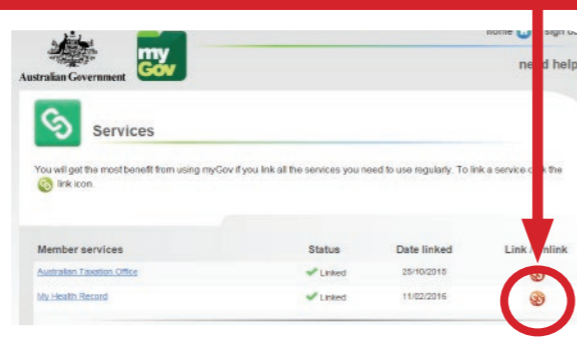 home sign
Australian Government
my
Gov
need help
Services
You will get the most benefit from using myGov if you link all the services you need to use regularly. To link a service click the
link icon.
Member services Status Date linked Link / Unlink
Australian Taxation Office Linked 25/10/2015
My Health Record Linked 11/02/2016